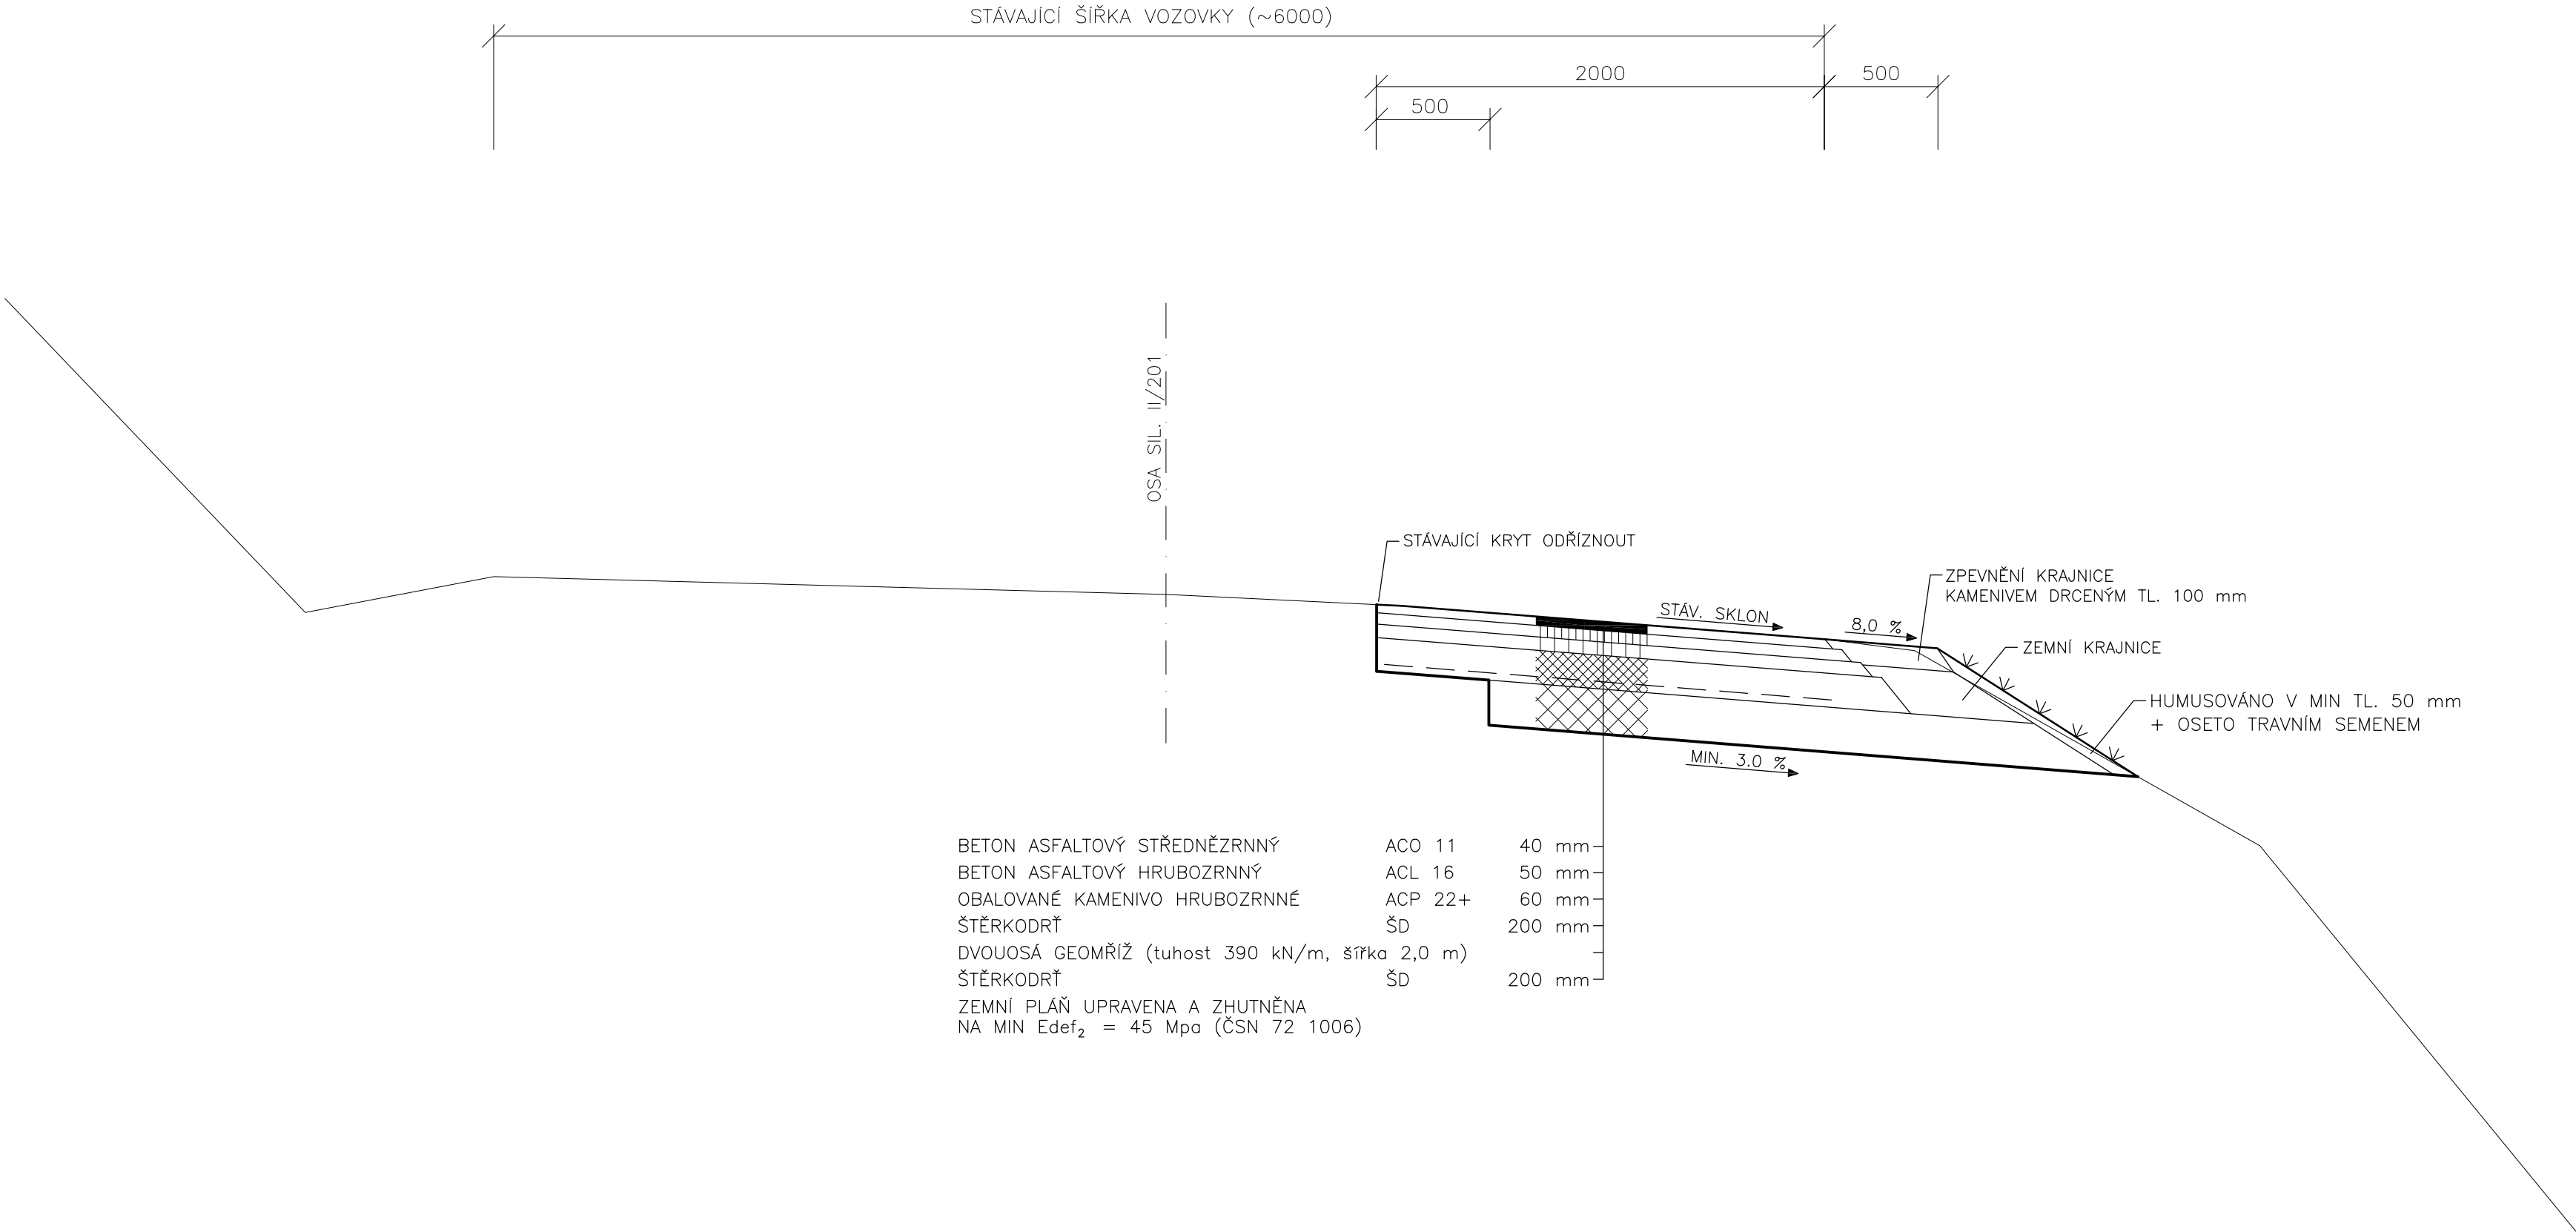 STÁVAJÍCÍ ŠÍŘKA VOZOVKY (~6000)
2000
500
500
OSA SIL. II/201
STÁVAJÍCÍ KRYT ODŘÍZNOUT
ZPEVNĚNÍ KRAJNICE
KAMENIVEM DRCENÝM TL. 100 mm
STÁV. SKLON
8,0 %
ZEMNÍ KRAJNICE
HUMUSOVÁNO V MIN TL. 50 mm
+ OSETO TRAVNÍM SEMENEM
MIN. 3.0 %
BETON ASFALTOVÝ STŘEDNĚZRNNÝ ACO 11 40 mm
BETON ASFALTOVÝ HRUBOZRNNÝ ACL 16 50 mm
OBALOVANÉ KAMENIVO HRUBOZRNNÉ ACP 22+ 60 mm
ŠTĚRKODRŤ ŠD 200 mm
DVOUOSÁ GEOMŘÍŽ (tuhost 390 kN/m, šířka 2,0 m)
ŠTĚRKODRŤ ŠD 200 mm
ZEMNÍ PLÁŇ UPRAVENA A ZHUTNĚNA
NA MIN Edef₂ = 45 Mpa (ČSN 72 1006)